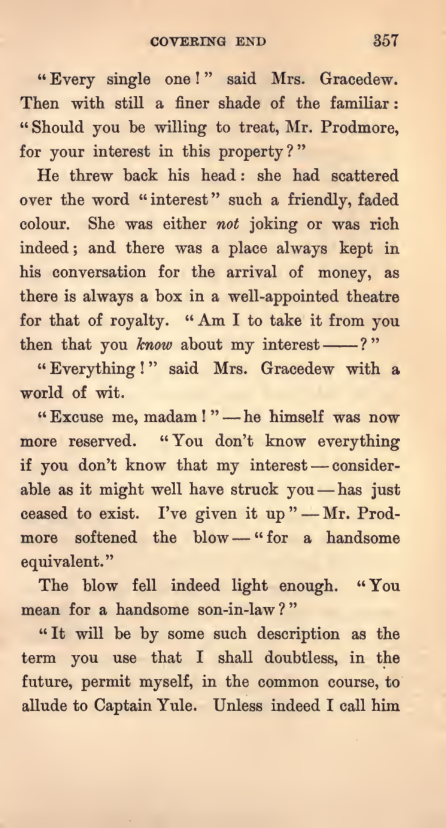 COVERING END 357
“Every single one!” said Mrs. Gracedew.
Then with still a finer shade of the familiar:
“Should you be willing to treat, Mr. Prodmore,
for your interest in this property?”
He threw back his head: she had scattered
over the word “interest” such a friendly, faded
colour. She was either not joking or was rich
indeed; and there was a place always kept in
his conversation for the arrival of money, as
there is always a box in a well-appointed theatre
for that of royalty. “Am I to take it from you
then that you know about my interest——?”
“Everything!” said Mrs. Gracedew with a
world of wit.
“Excuse me, madam!”—he himself was now
more reserved. “You don’t know everything
if you don’t know that my interest—consider-
able as it might well have struck you—has just
ceased to exist. I’ve given it up”—Mr. Prod-
more softened the blow—“for a handsome
equivalent.”
The blow fell indeed light enough. “You
mean for a handsome son-in-law?”
“It will be by some such description as the
term you use that I shall doubtless, in the
future, permit myself, in the common course, to
allude to Captain Yule. Unless indeed I call him